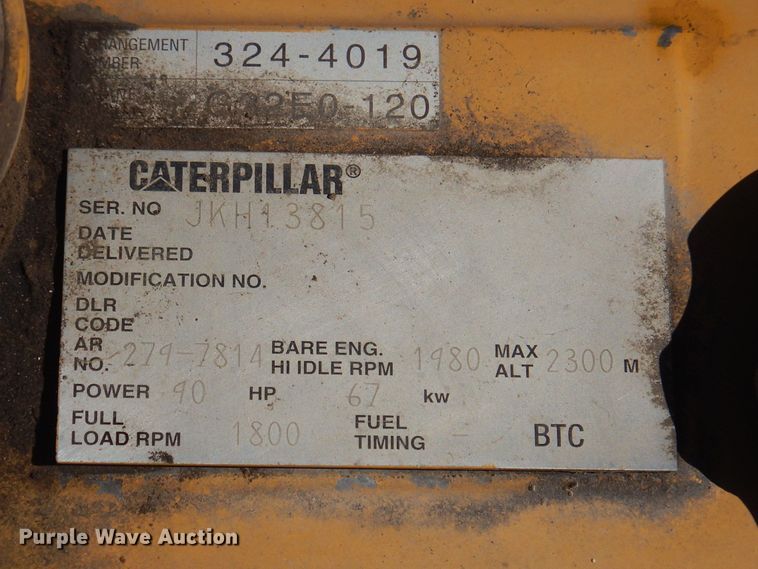 ARRANGEMENT
NUMBER
324-4019
G32E0-120
CATERPILLAR®
SER. NO JKH13815
DATE
DELIVERED
MODIFICATION NO.
DLR
CODE
AR
NO. 279-7814 BARE ENG.
HI IDLE RPM 1980 MAX
ALT 2300 M
POWER 90 HP 67 kw
FULL
LOAD RPM 1800 FUEL
TIMING - BTC
Purple Wave Auction®